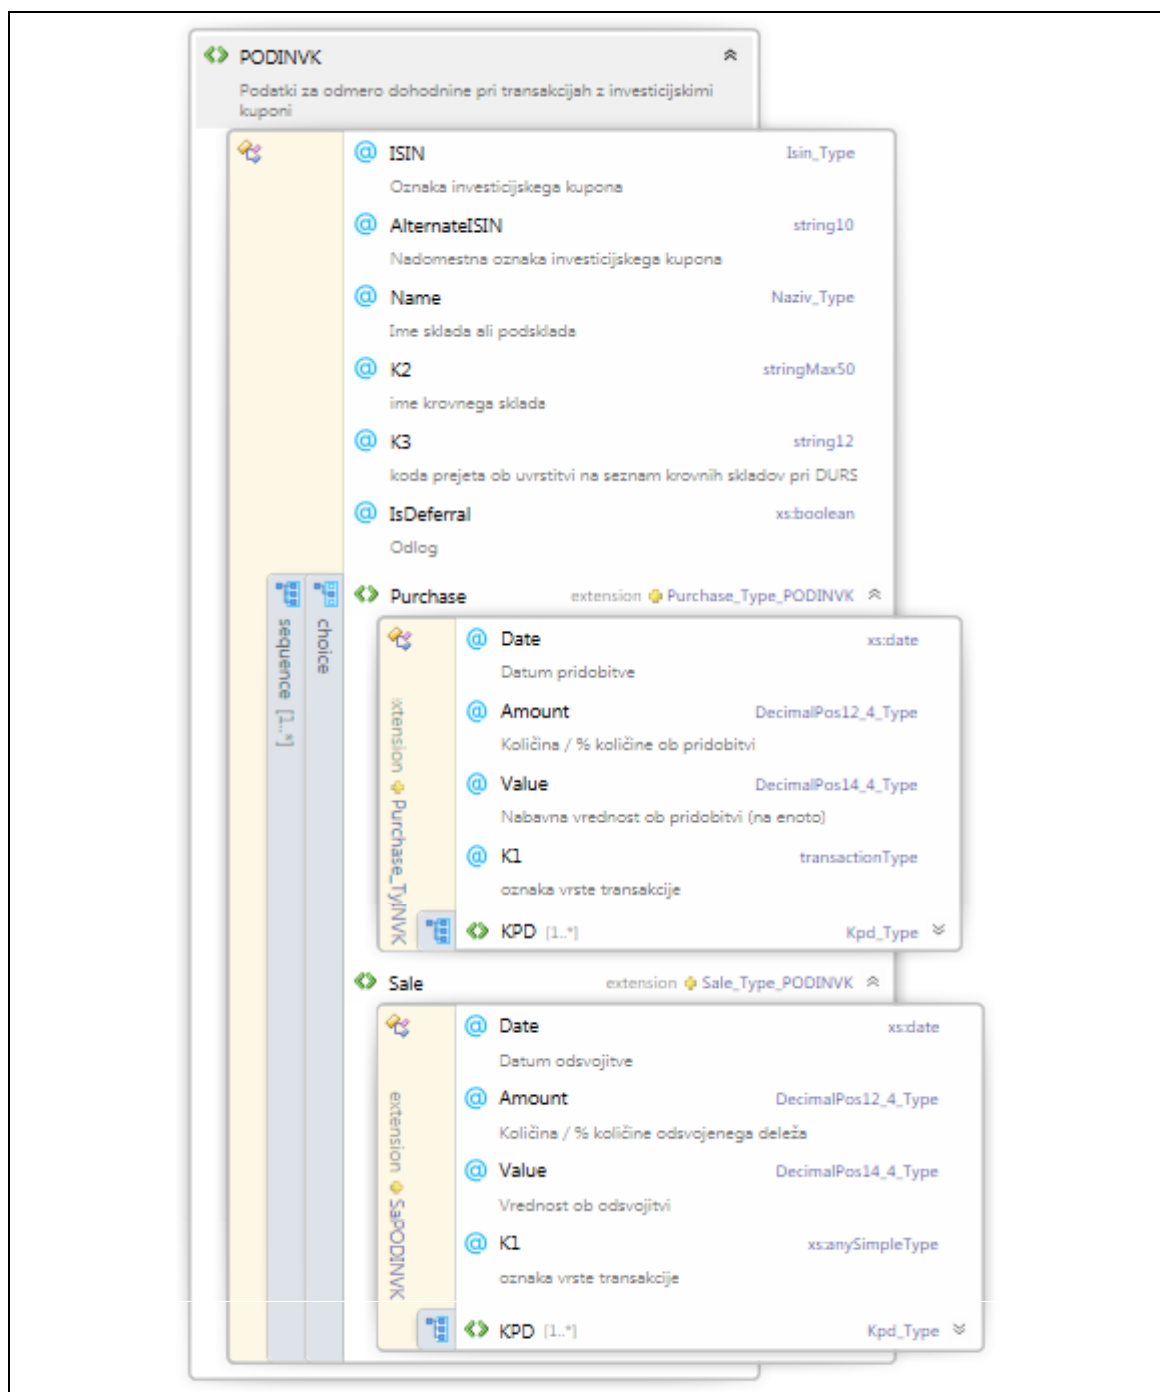 PODINVK
Podatki za odmero dohodnine pri transakcijah z investicijskimi
kuponi
@ ISIN Isin_Type
Oznaka investicijskega kupona
@ AlternateISIN string10
Nadomestna oznaka investicijskega kupona
@ Name Naziv_Type
Ime sklada ali podsklada
@ K2 stringMax50
ime krovnega sklada
@ K3 string12
koda prejeta ob uvrstitvi na seznam krovnih skladov pri DURS
@ IsDeferral xs:boolean
Odlog
sequence [1..*]
choice
Purchase extension Purchase_Type_PODINVK
xtension Purchase_TyINVK
@ Date xs:date
Datum pridobitve
@ Amount DecimalPos12_4_Type
Količina / % količine ob pridobitvi
@ Value DecimalPos14_4_Type
Nabavna vrednost ob pridobitvi (na enoto)
@ K1 transactionType
oznaka vrste transakcije
KPD [1..*] Kpd_Type
Sale extension Sale_Type_PODINVK
extension SaPODINVK
@ Date xs:date
Datum odsvojitve
@ Amount DecimalPos12_4_Type
Količina / % količine odsvojenega deleža
@ Value DecimalPos14_4_Type
Vrednost ob odsvojitvi
@ K1 xs:anySimpleType
oznaka vrste transakcije
KPD [1..*] Kpd_Type